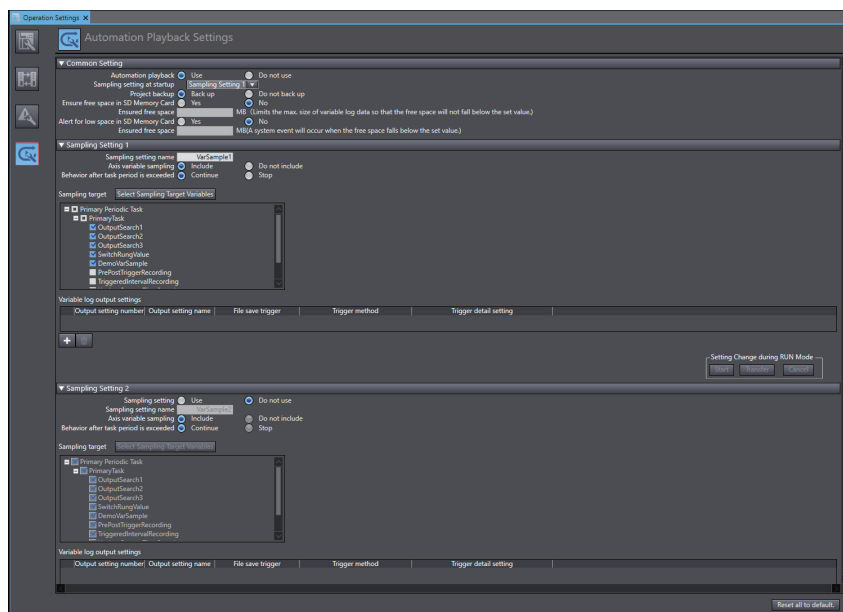 Operation Settings X
Automation Playback Settings
▼ Common Setting
Automation playback Use Do not use
Sampling setting at startup Sampling Setting 1 ▼
Project backup Back up Do not back up
Ensure free space in SD Memory Card Yes No
Ensured free space MB (Limits the max. size of variable log data so that the free space will not fall below the set value.)
Alert for low space in SD Memory Card Yes No
Ensured free space MB(A system event will occur when the free space falls below the set value.)
▼ Sampling Setting 1
Sampling setting name VarSample1
Axis variable sampling Include Do not include
Behavior after task period is exceeded Continue Stop
Sampling target Select Sampling Target Variables
Primary Periodic Task
PrimaryTask
OutputSearch1
OutputSearch2
OutputSearch3
SwitchRungValue
DemoVarSample
PrePostTriggerRecording
TriggeredIntervalRecording
Variable log output settings
Output setting number Output setting name File save trigger Trigger method Trigger detail setting
+
Setting Change during RUN Mode
Start Transfer Cancel
▼ Sampling Setting 2
Sampling setting Use Do not use
Sampling setting name VarSample2
Axis variable sampling Include Do not include
Behavior after task period is exceeded Continue Stop
Sampling target Select Sampling Target Variables
Primary Periodic Task
PrimaryTask
OutputSearch1
OutputSearch2
OutputSearch3
SwitchRungValue
DemoVarSample
PrePostTriggerRecording
TriggeredIntervalRecording
Variable log output settings
Output setting number Output setting name File save trigger Trigger method Trigger detail setting
Reset all to default.